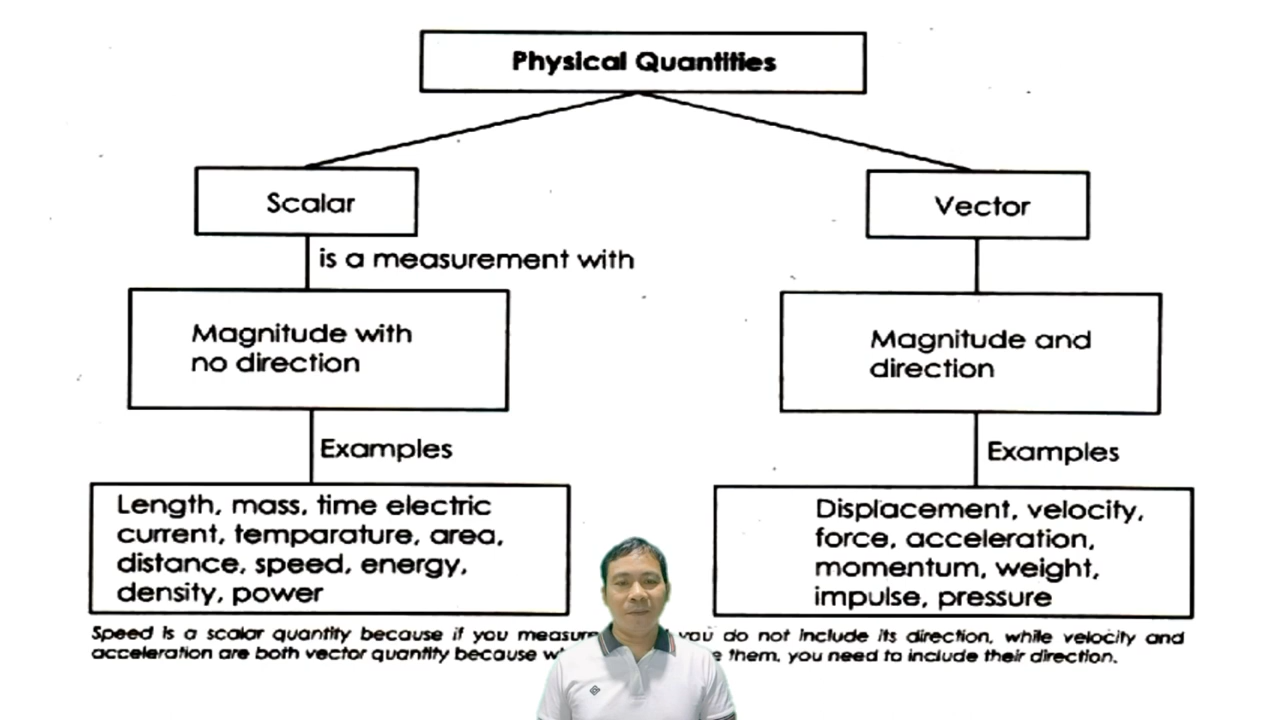 Physical Quantities
Scalar
Vector
is a measurement with
Magnitude with
no direction
Magnitude and
direction
Examples
Examples
Length, mass, time electric
current, temparature, area,
distance, speed, energy,
density, power
Displacement, velocity,
force, acceleration,
momentum, weight,
impulse, pressure
Speed is a scalar quantity because if you you do not include its direction, while velocity and
acceleration are both vector quantity because them, you need to include their direction.